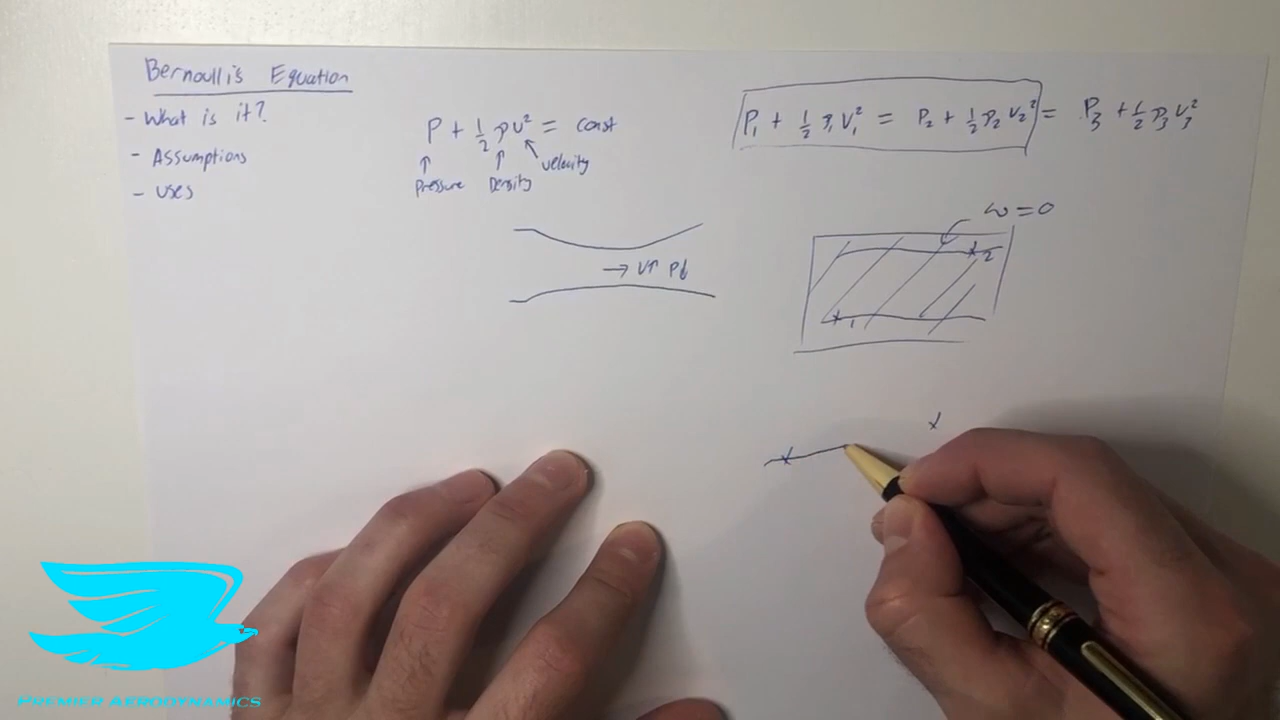 Bernoulli's Equation
- What is it?
- Assumptions
- Uses
P + 1/2 ρv² = const
Pressure Density velocity
P₁ + 1/2 ρ₁V₁² = P₂ + 1/2 ρ₂V₂² = P₃ + 1/2 ρ₃V₃²
→ V↑ P↓
ω = 0
x 2
x 1
PREMIER AERODYNAMICS